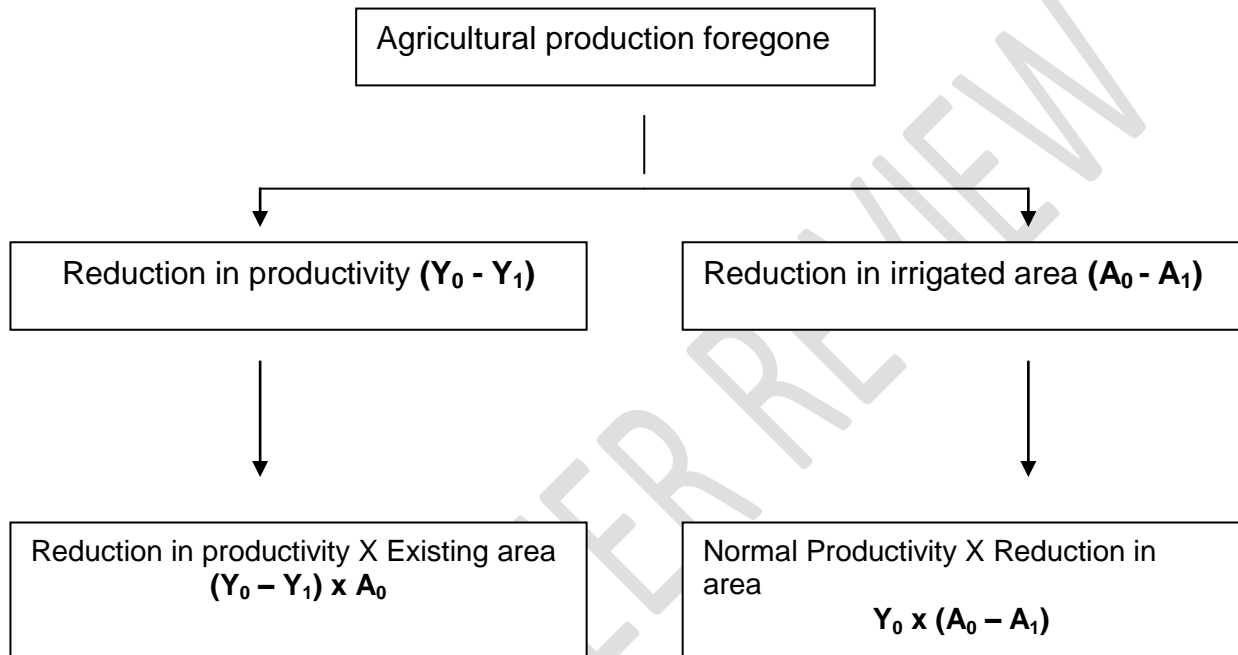 Agricultural production foregone
Reduction in productivity (Y₀ - Y₁)
Reduction in irrigated area (A₀ - A₁)
Reduction in productivity X Existing area
(Y₀ – Y₁) x A₀
Normal Productivity X Reduction in
area
Y₀ x (A₀ – A₁)
ER REVIEW